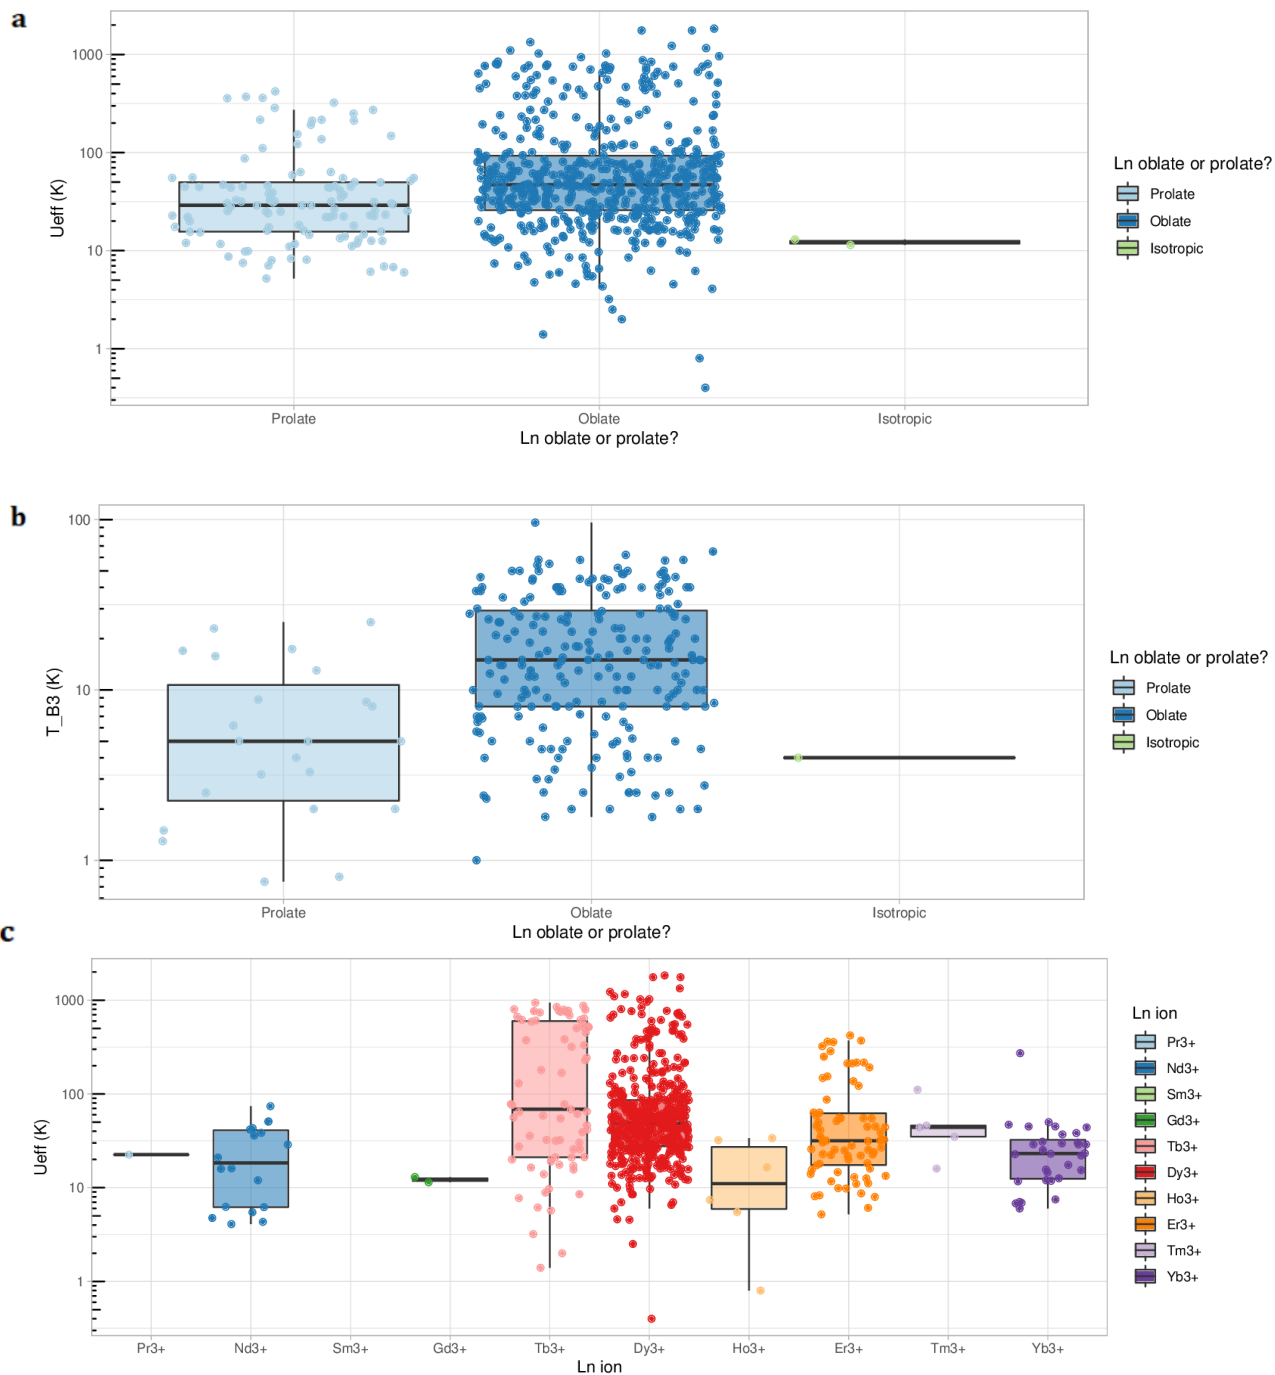 a
1000
100
10
1
Ueff (K)
Prolate
Oblate
Isotropic
Ln oblate or prolate?
Ln oblate or prolate?
Prolate
Oblate
Isotropic
b
100
10
1
T_B3 (K)
Prolate
Oblate
Isotropic
Ln oblate or prolate?
Ln oblate or prolate?
Prolate
Oblate
Isotropic
c
1000
100
10
1
Ueff (K)
Pr3+
Nd3+
Sm3+
Gd3+
Tb3+
Dy3+
Ho3+
Er3+
Tm3+
Yb3+
Ln ion
Ln ion
Pr3+
Nd3+
Sm3+
Gd3+
Tb3+
Dy3+
Ho3+
Er3+
Tm3+
Yb3+